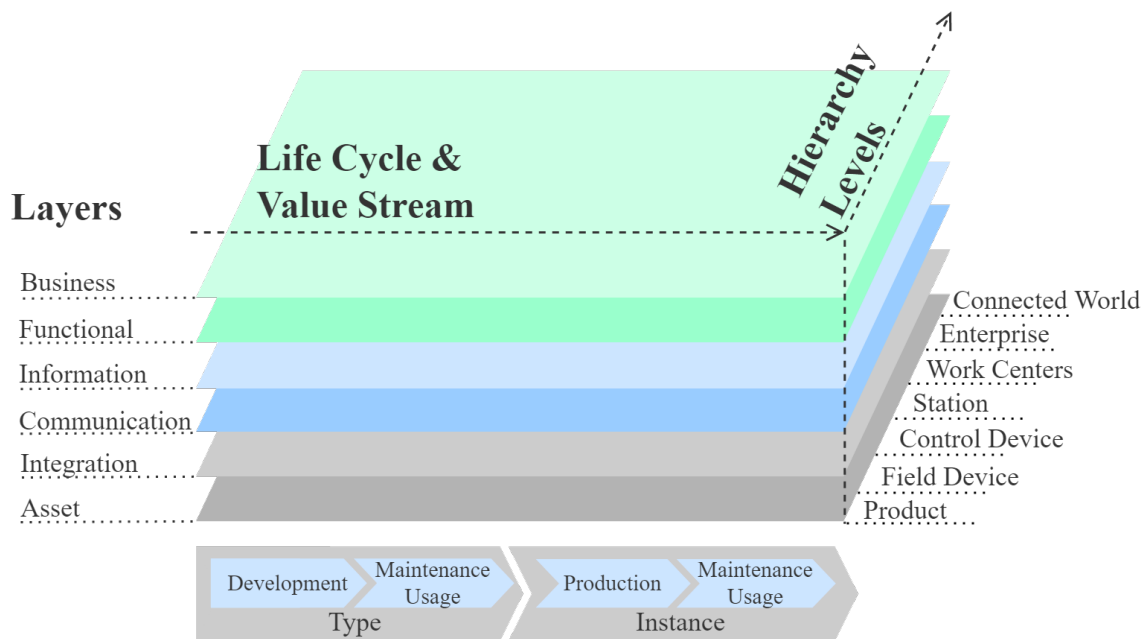 Hierarchy
Levels
Life Cycle &
Value Stream
Layers
Business
Functional
Information
Communication
Integration
Asset
Connected World
Enterprise
Work Centers
Station
Control Device
Field Device
Product
Development
Maintenance
Usage
Type
Production
Maintenance
Usage
Instance